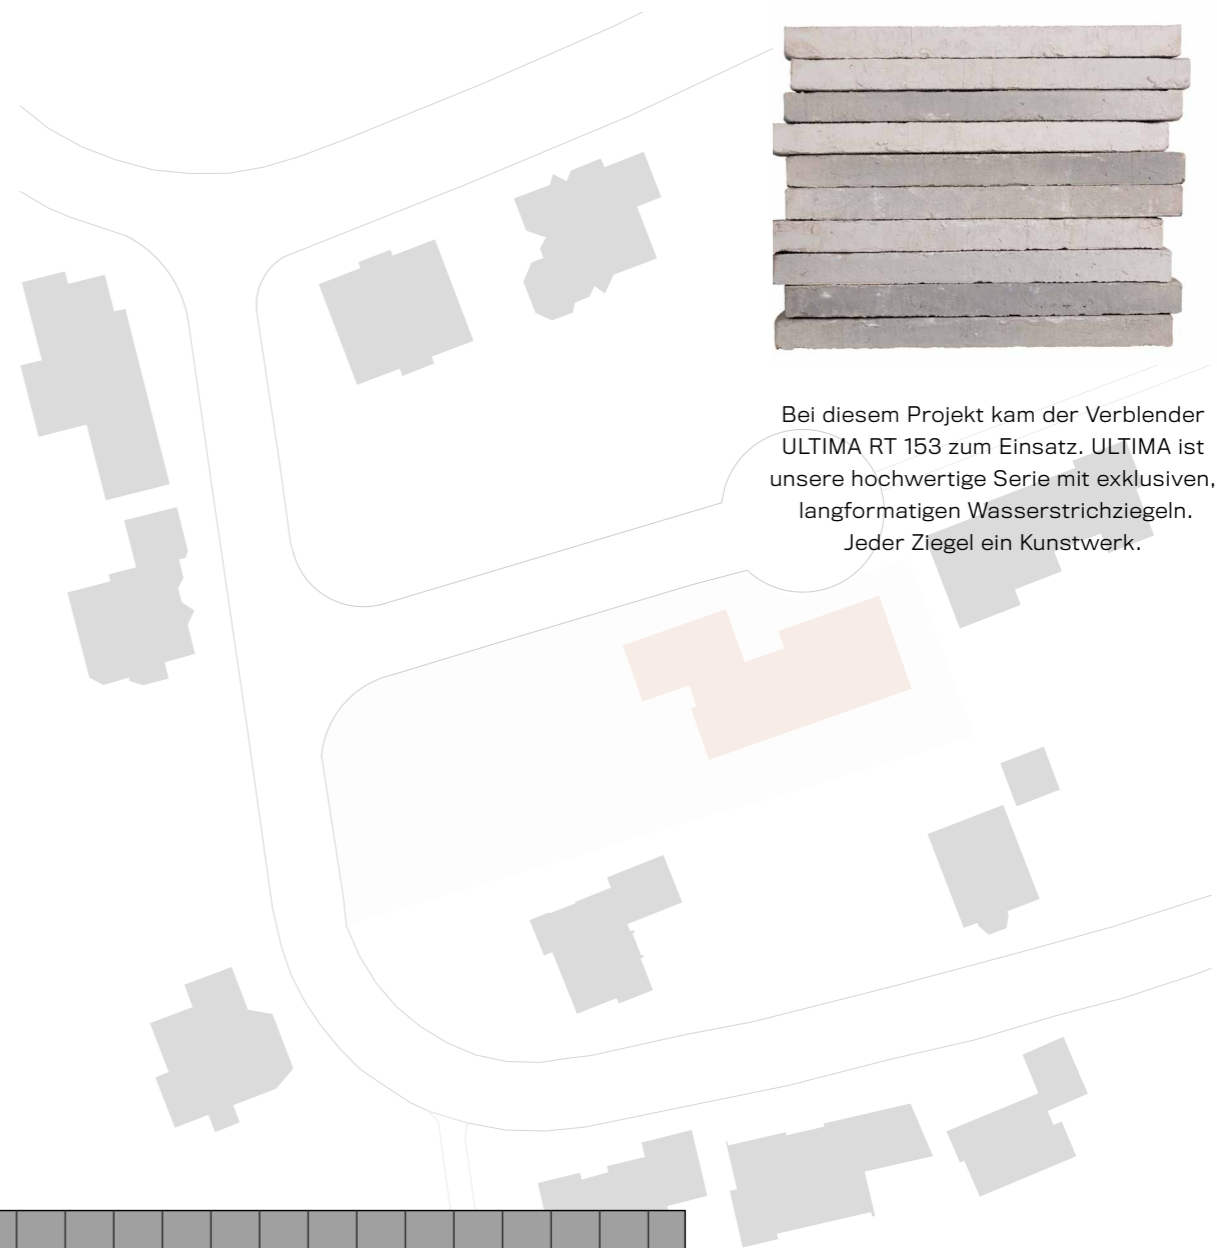 Bei diesem Projekt kam der Verblender
ULTIMA RT 153 zum Einsatz. ULTIMA ist
unsere hochwertige Serie mit exklusiven,
langformatigen Wasserstrichziegeln.
Jeder Ziegel ein Kunstwerk.